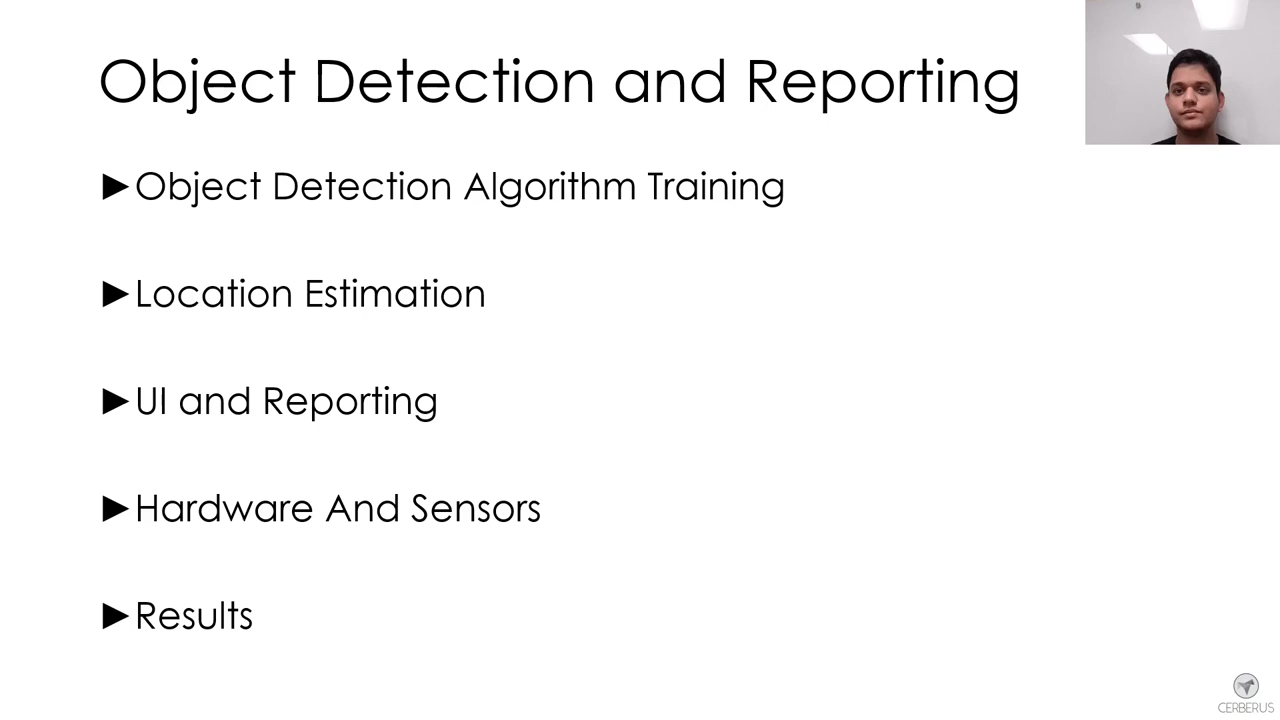 Object Detection and Reporting
►Object Detection Algorithm Training
►Location Estimation
►UI and Reporting
►Hardware And Sensors
►Results
CERBERUS